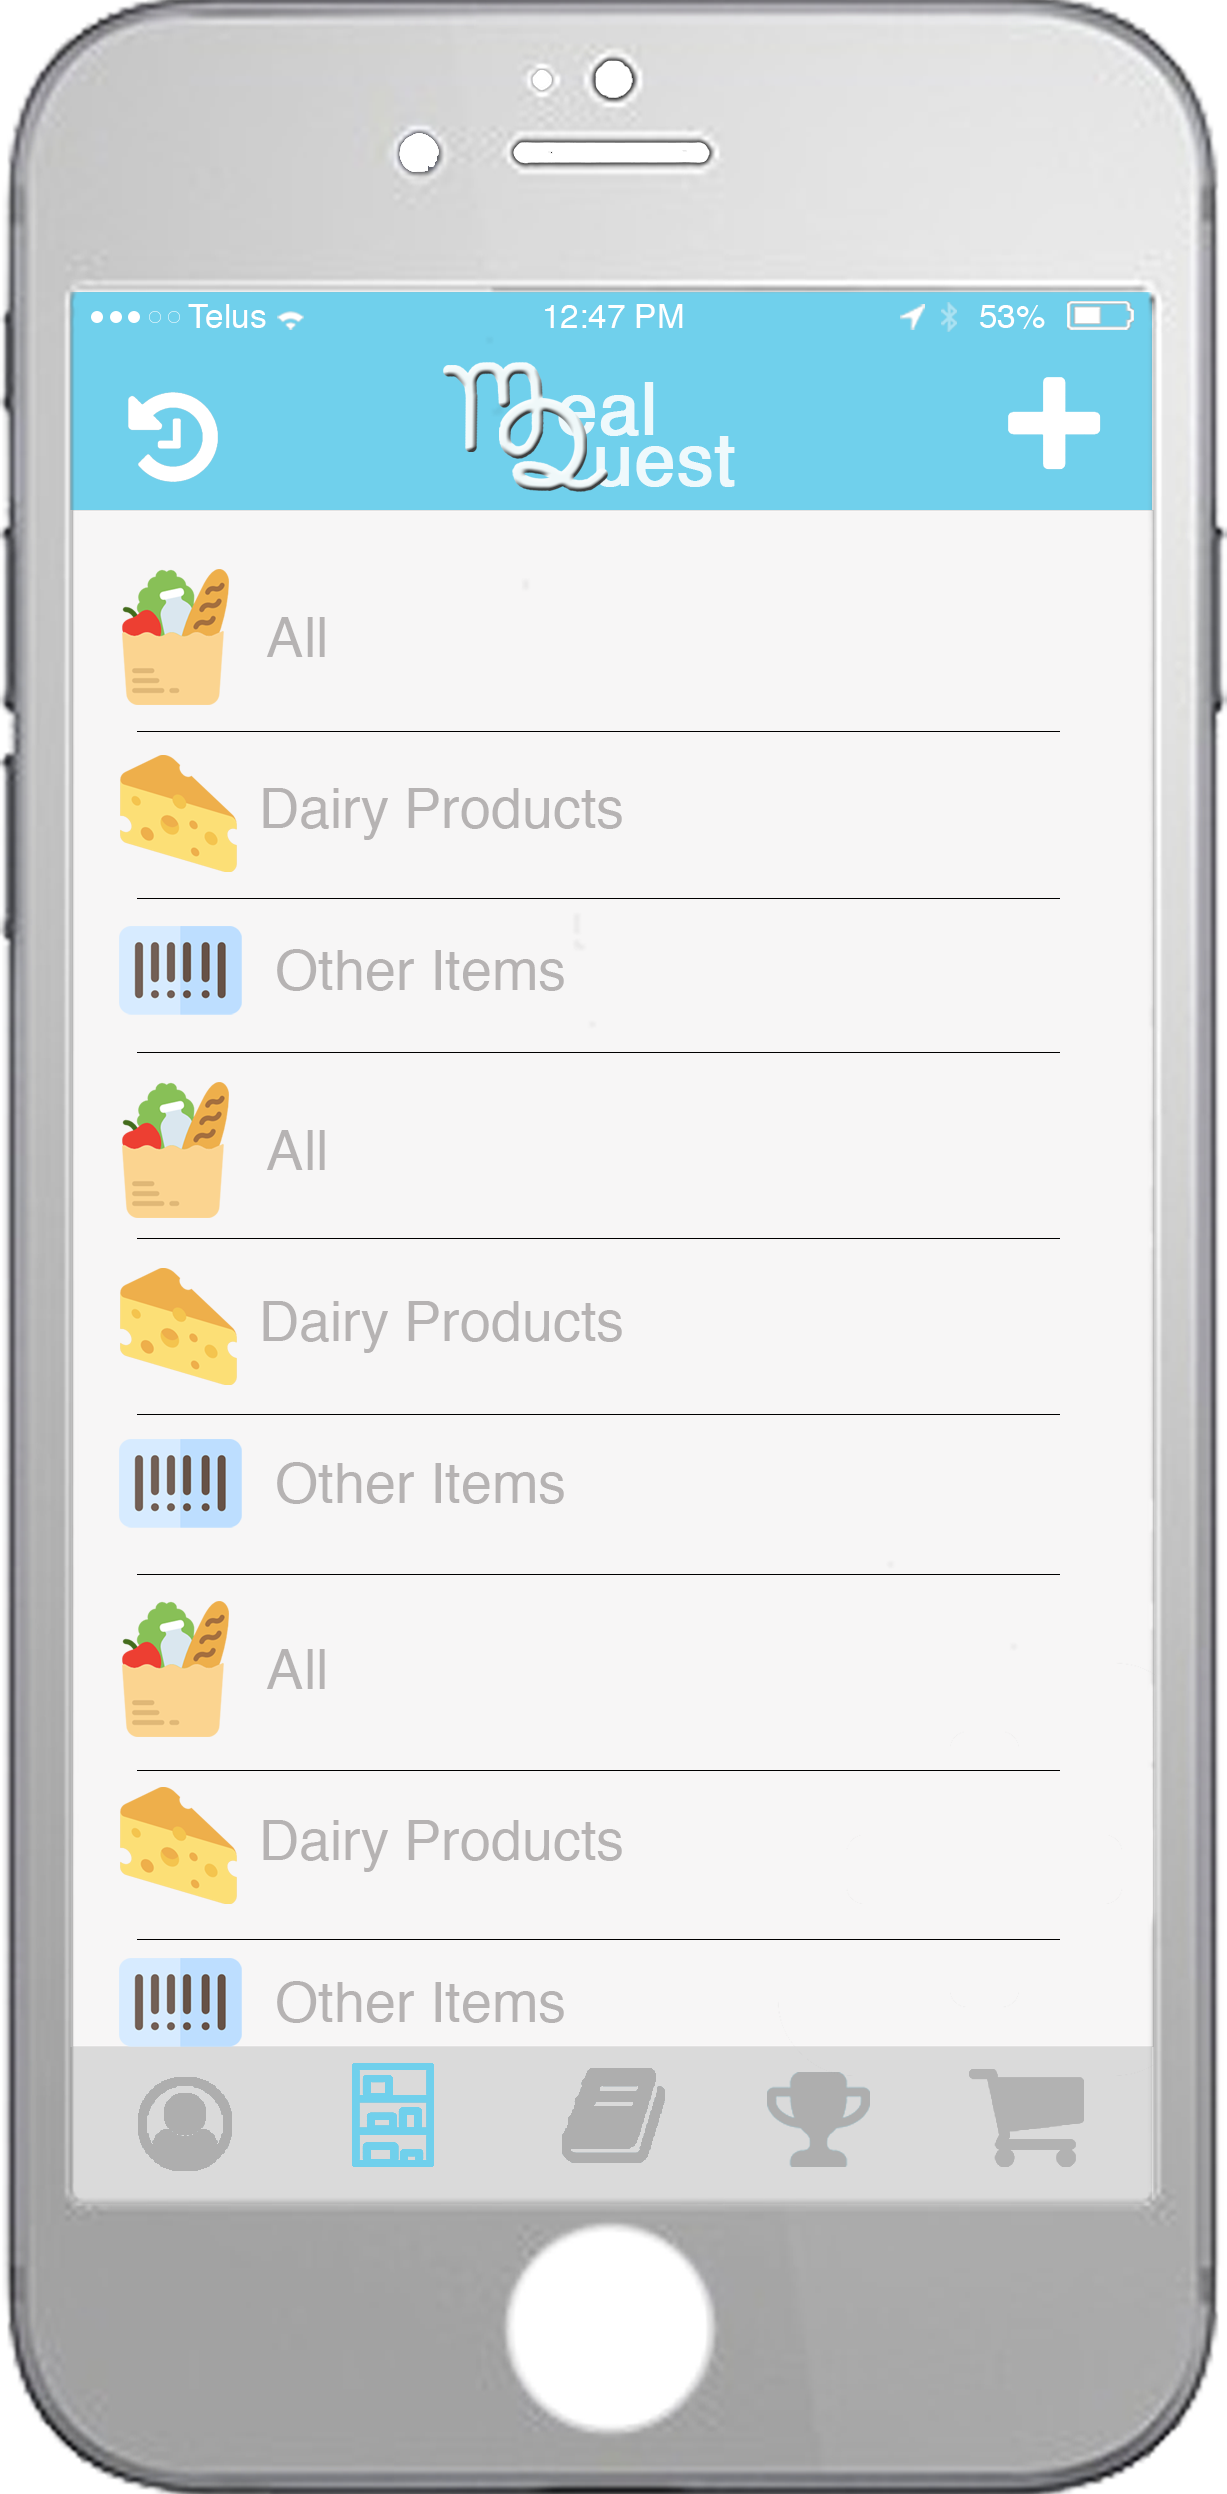 Telus 12:47 PM 53%
Meal
Quest
All
Dairy Products
Other Items
All
Dairy Products
Other Items
All
Dairy Products
Other Items